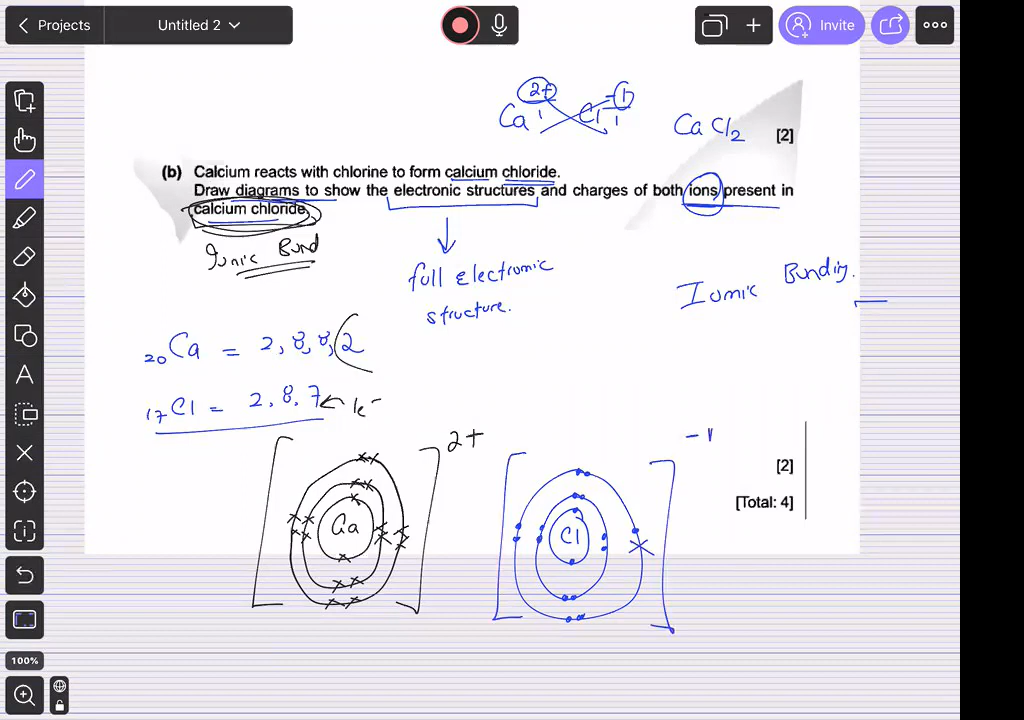 Projects
Untitled 2
Invite
2+ -1
Ca 1 Cl 1
CaCl2
[2]
(b) Calcium reacts with chlorine to form calcium chloride.
Draw diagrams to show the electronic structures and charges of both ions present in
calcium chloride.
Ionic Bond
full electronic
structure.
Ionic Bonding.
20Ca = 2,8,8,2
17Cl = 2,8,7 ← 1e-
2+
Ca
Cl
[2]
[Total: 4]
100%